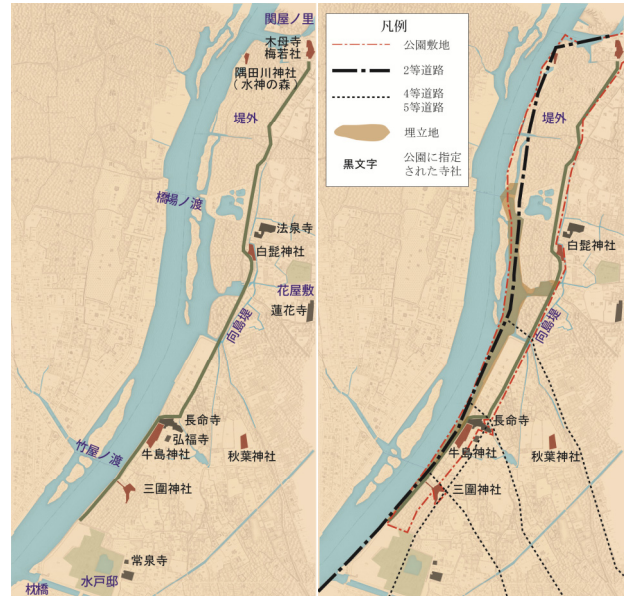 関屋ノ里
木母寺
梅若社
隅田川神社
(水神の森)
堤外
橋場ノ渡
法泉寺
白髭神社
花屋敷
蓮花寺
向島堤
長命寺
弘福寺
牛島神社
秋葉神社
竹屋ノ渡
三囲神社
常泉寺
水戸邸
枕橋
凡例
公園敷地
2等道路
4等道路
5等道路
埋立地
黒文字
公園に指定
された寺社
堤外
白髭神社
向島堤
長命寺
牛島神社
秋葉神社
三囲神社